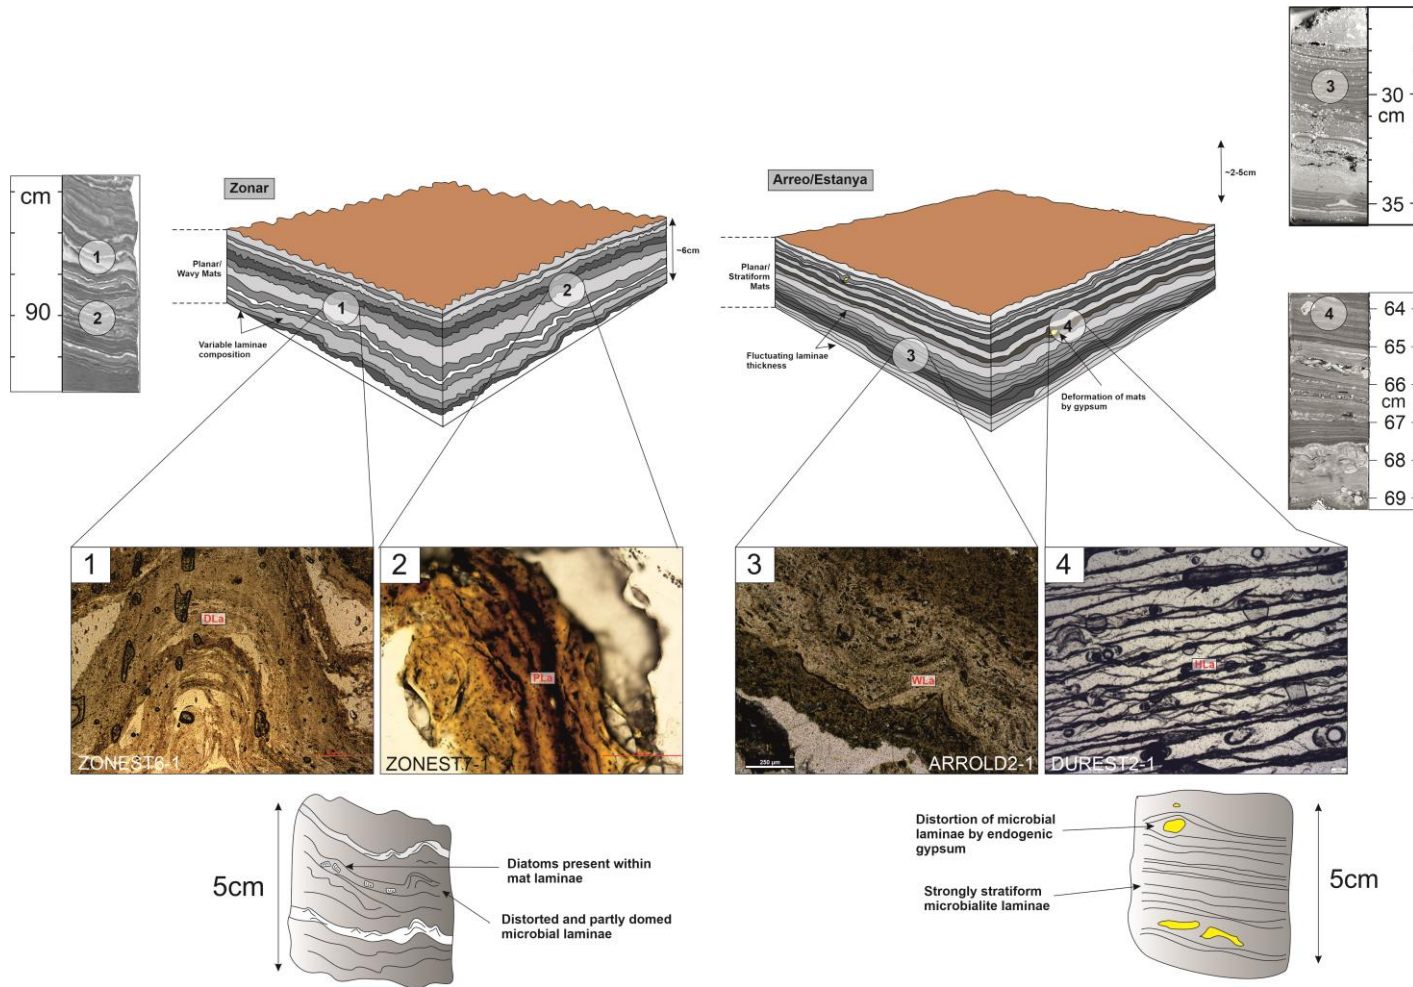 cm
90
1
2
Zonar
Planar/
Wavy Mats
~6cm
1
2
Variable laminae
composition
Arreo/Estanya
~2-5cm
Planar/
Stratiform
Mats
3
4
Fluctuating laminae
thickness
Deformation of mats
by gypsum
3
30
cm
35
4
64
65
66
cm
67
68
69
1
DLa
ZONEST6-1
2
PLa
ZONEST7-1
3
WLa
250 µm
ARROLD2-1
4
HLa
DUREST2-1
5cm
Diatoms present within
mat laminae
Distorted and partly domed
microbial laminae
Distortion of microbial
laminae by endogenic
gypsum
Strongly stratiform
microbialite laminae
5cm